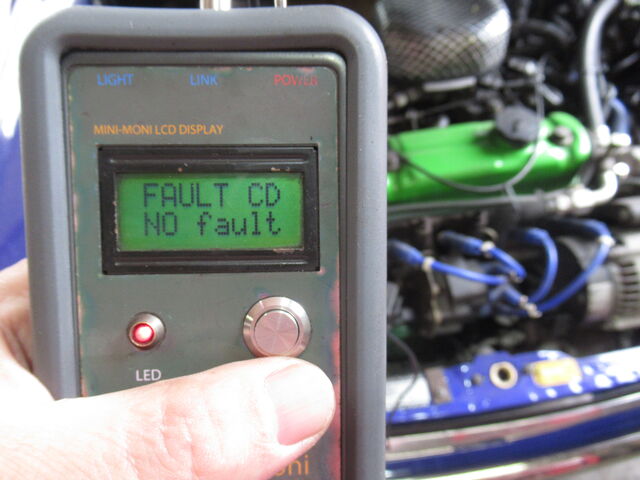 LIGHT LINK POWER
MINI-MONI LCD DISPLAY
FAULT CD
NO fault
LED